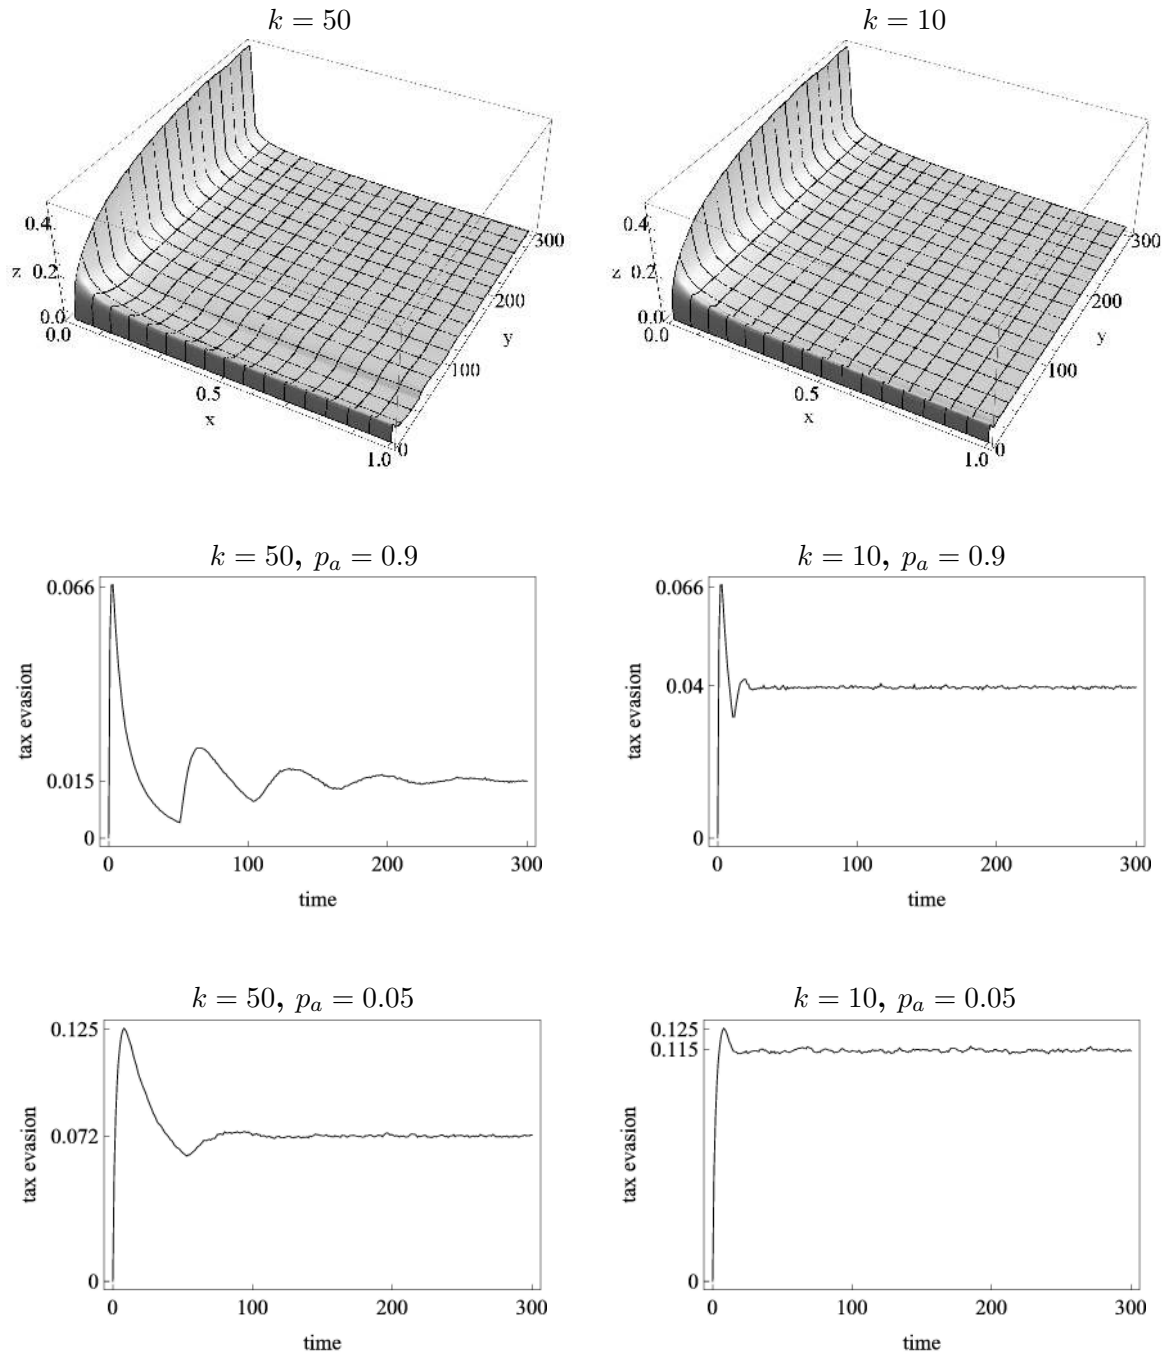 k = 50
k = 10
0.4
z 0.2
0.0
0.0
0.5
x
1.0
0
100
y
200
300
0.4
z 0.2
0.0
0.0
0.5
x
1.0
0
100
y
200
300
k = 50, pₐ = 0.9
k = 10, pₐ = 0.9
0.066
0.015
0
tax evasion
0 100 200 300
time
0.066
0.04
0
tax evasion
0 100 200 300
time
k = 50, pₐ = 0.05
k = 10, pₐ = 0.05
0.125
0.072
0
tax evasion
0 100 200 300
time
0.125
0.115
0
tax evasion
0 100 200 300
time